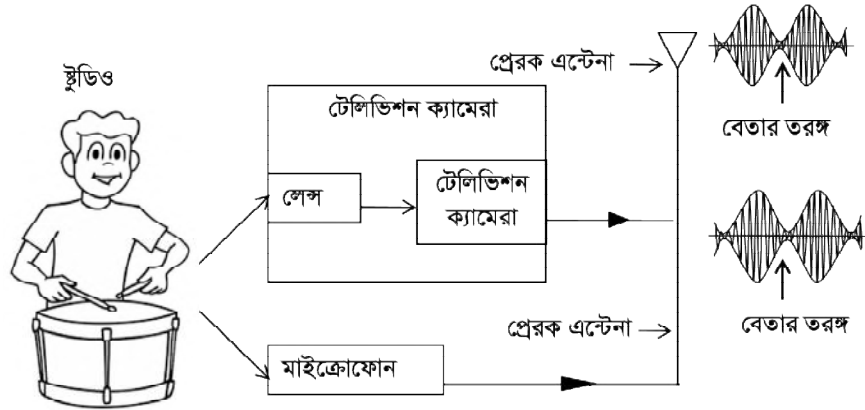 ষ্টুডিও
প্রেরক এন্টেনা
টেলিভিশন ক্যামেরা
বেতার তরঙ্গ
লেন্স
টেলিভিশন
ক্যামেরা
প্রেরক এন্টেনা
বেতার তরঙ্গ
মাইক্রোফোন